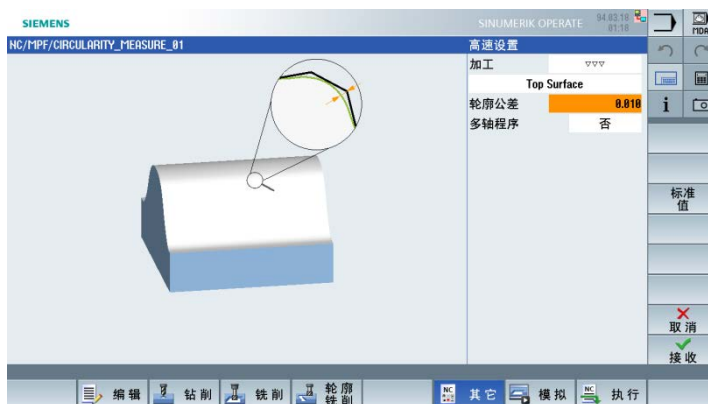 SIEMENS
SINUMERIK OPERATE
04.03.18
01:18
MDA
NC/MPF/CIRCULARITY_MEASURE_01
高速设置
加工 ▽▽▽
Top Surface
轮廓公差 0.010
多轴程序 否
i
标准
值
取消
接收
编辑
钻削
铣削
轮廓
铣削
NC
其它
模拟
NC
执行